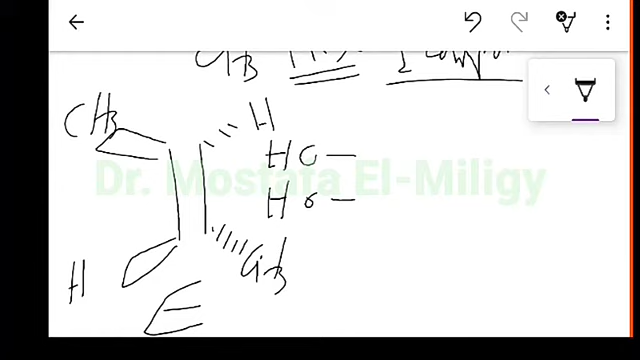 CH3
H
HO —
Dr. Mostafa El-Miligy
HO —
H
CH3
E